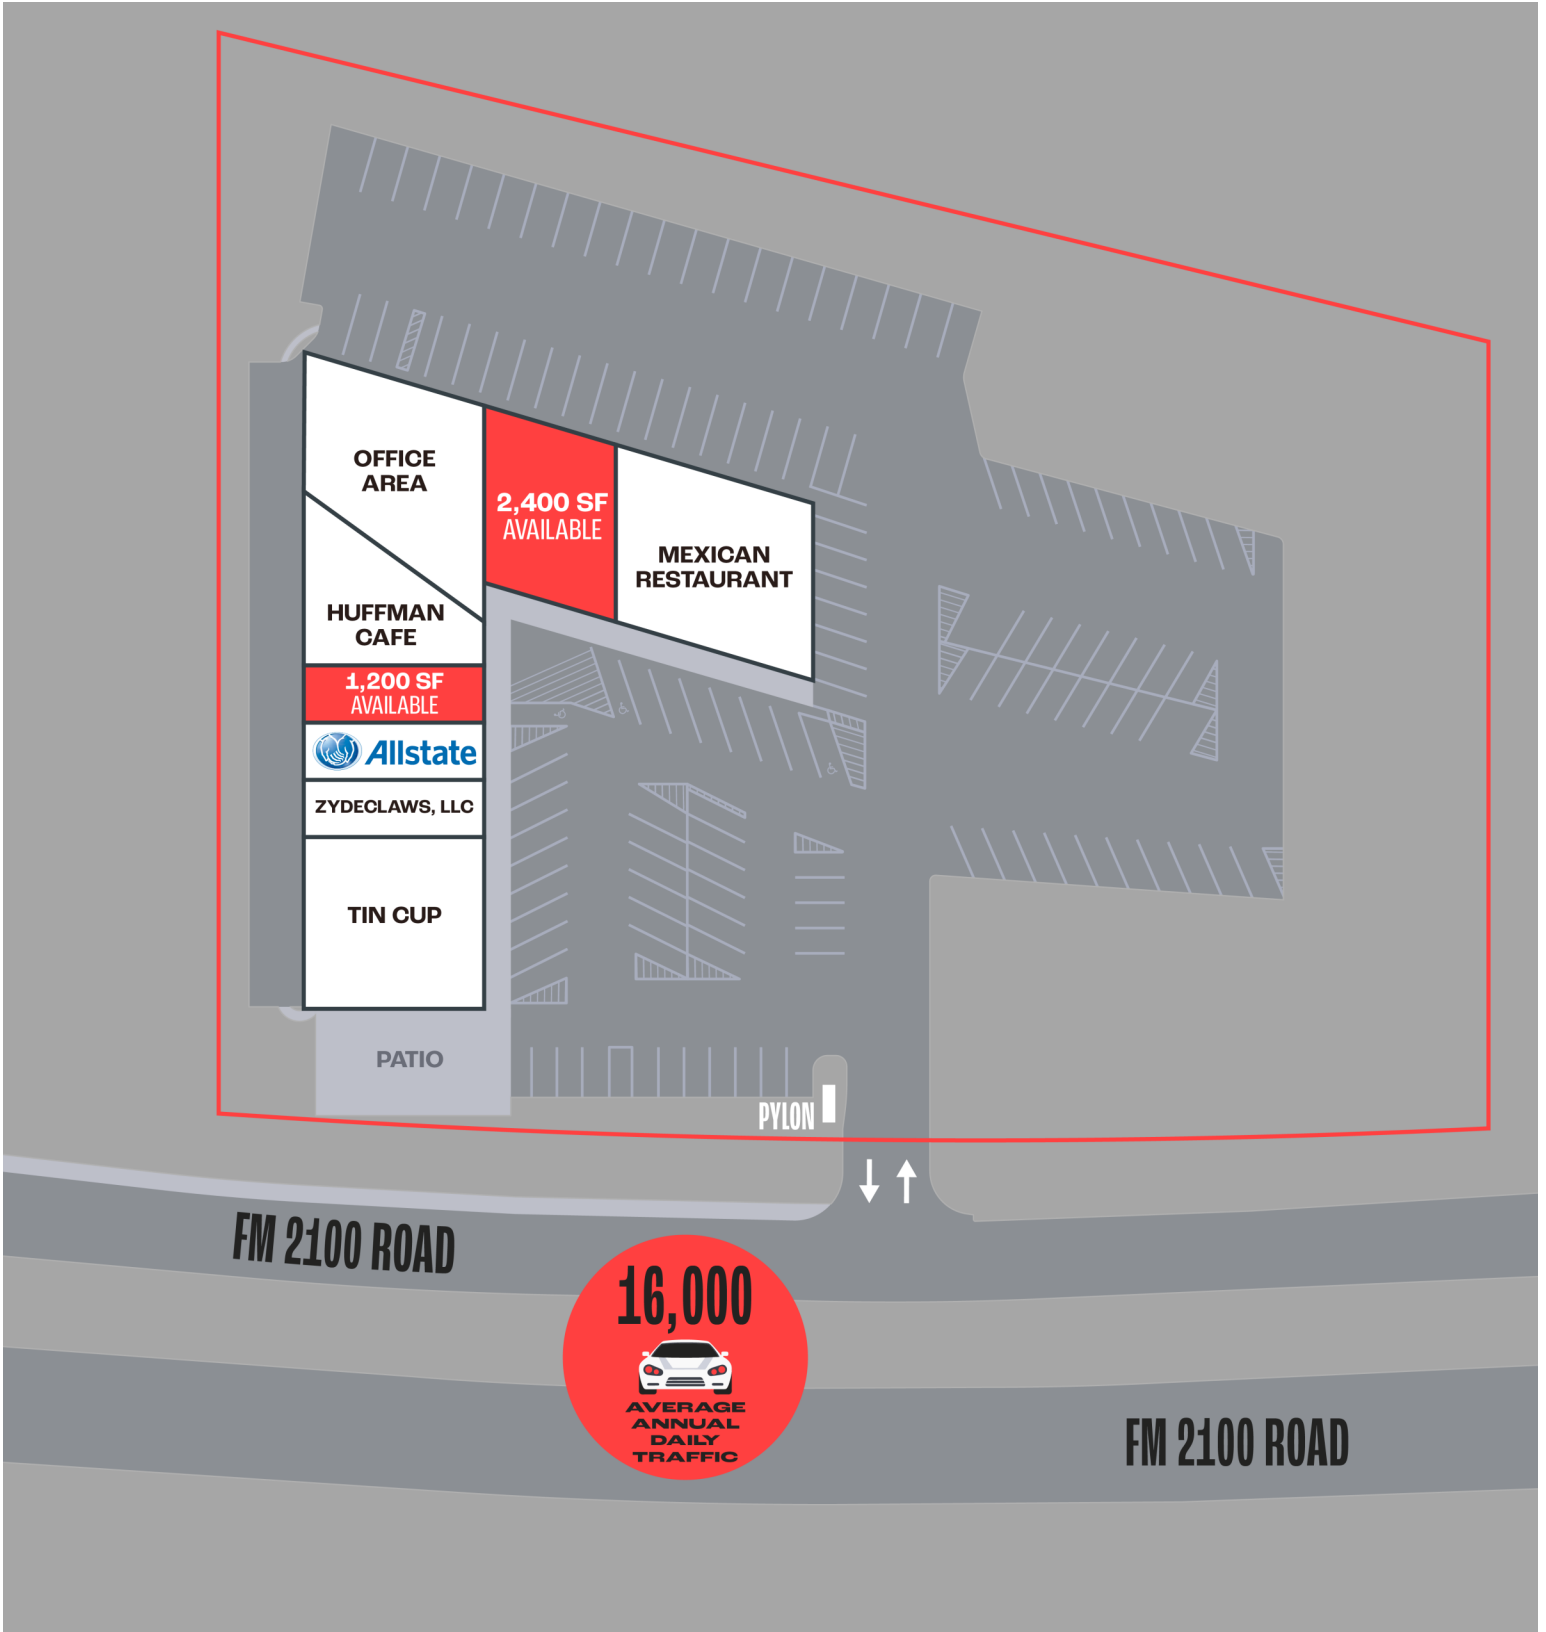 OFFICE
AREA
2,400 SF
AVAILABLE
MEXICAN
RESTAURANT
HUFFMAN
CAFE
1,200 SF
AVAILABLE
Allstate
ZYDECLAWS, LLC
TIN CUP
PATIO
PYLON
FM 2100 ROAD
16,000
AVERAGE
ANNUAL
DAILY
TRAFFIC
FM 2100 ROAD